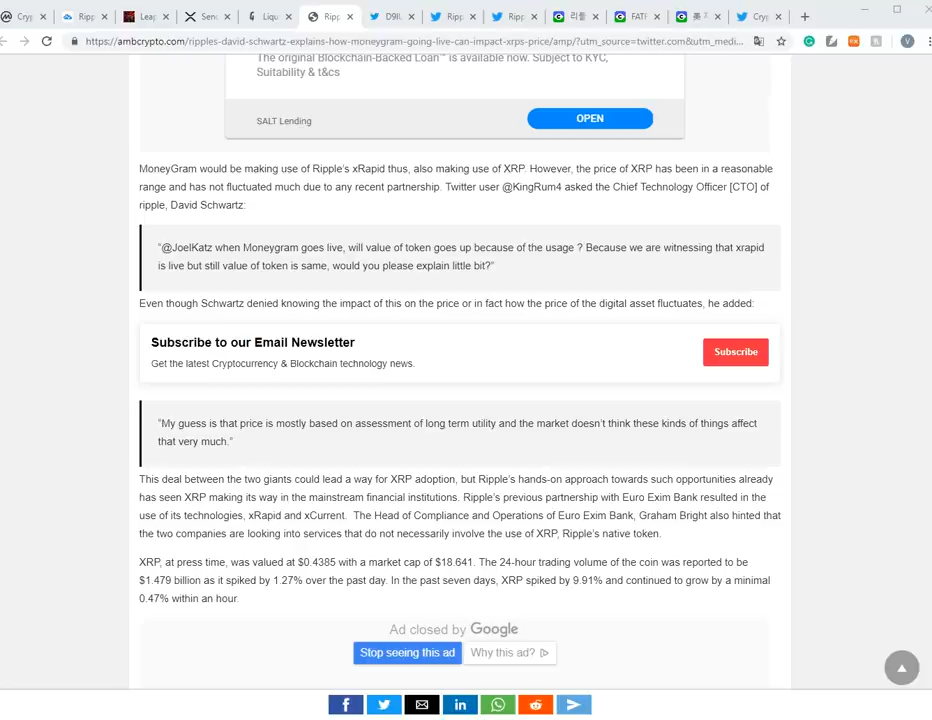 Cryp
Ripp
Leap
Senc
Liqu
Ripp
D9IU
Ripp
Ripp
리플
FATF
美
Cryp
https://ambcrypto.com/ripples-david-schwartz-explains-how-moneygram-going-live-can-impact-xrps-price/amp/?utm_source=twitter.com&utm_medi...
V
The original Blockchain-Backed Loan™ is available now. Subject to KYC,
Suitability & t&cs
SALT Lending
OPEN
MoneyGram would be making use of Ripple's xRapid thus, also making use of XRP. However, the price of XRP has been in a reasonable
range and has not fluctuated much due to any recent partnership. Twitter user @KingRum4 asked the Chief Technology Officer [CTO] of
ripple, David Schwartz:
"@JoelKatz when Moneygram goes live, will value of token goes up because of the usage ? Because we are witnessing that xrapid
is live but still value of token is same, would you please explain little bit?"
Even though Schwartz denied knowing the impact of this on the price or in fact how the price of the digital asset fluctuates, he added:
Subscribe to our Email Newsletter
Get the latest Cryptocurrency & Blockchain technology news.
Subscribe
"My guess is that price is mostly based on assessment of long term utility and the market doesn't think these kinds of things affect
that very much."
This deal between the two giants could lead a way for XRP adoption, but Ripple's hands-on approach towards such opportunities already
has seen XRP making its way in the mainstream financial institutions. Ripple's previous partnership with Euro Exim Bank resulted in the
use of its technologies, xRapid and xCurrent. The Head of Compliance and Operations of Euro Exim Bank, Graham Bright also hinted that
the two companies are looking into services that do not necessarily involve the use of XRP, Ripple's native token.
XRP, at press time, was valued at $0.4385 with a market cap of $18.641. The 24-hour trading volume of the coin was reported to be
$1.479 billion as it spiked by 1.27% over the past day. In the past seven days, XRP spiked by 9.91% and continued to grow by a minimal
0.47% within an hour.
Ad closed by Google
Stop seeing this ad
Why this ad?